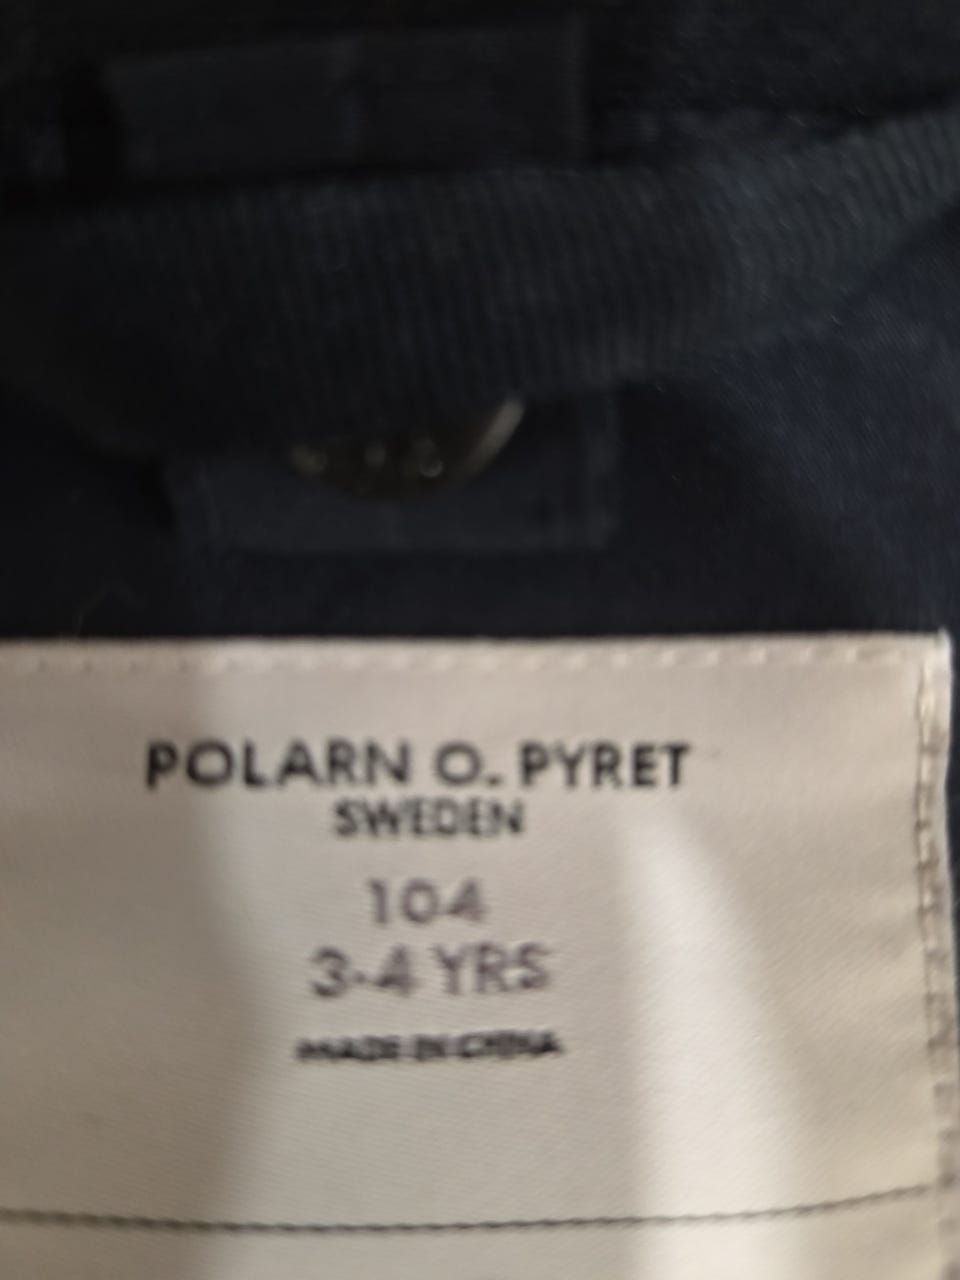 POLARN O. PYRET
SWEDEN
104
3-4 YRS
MADE IN CHINA